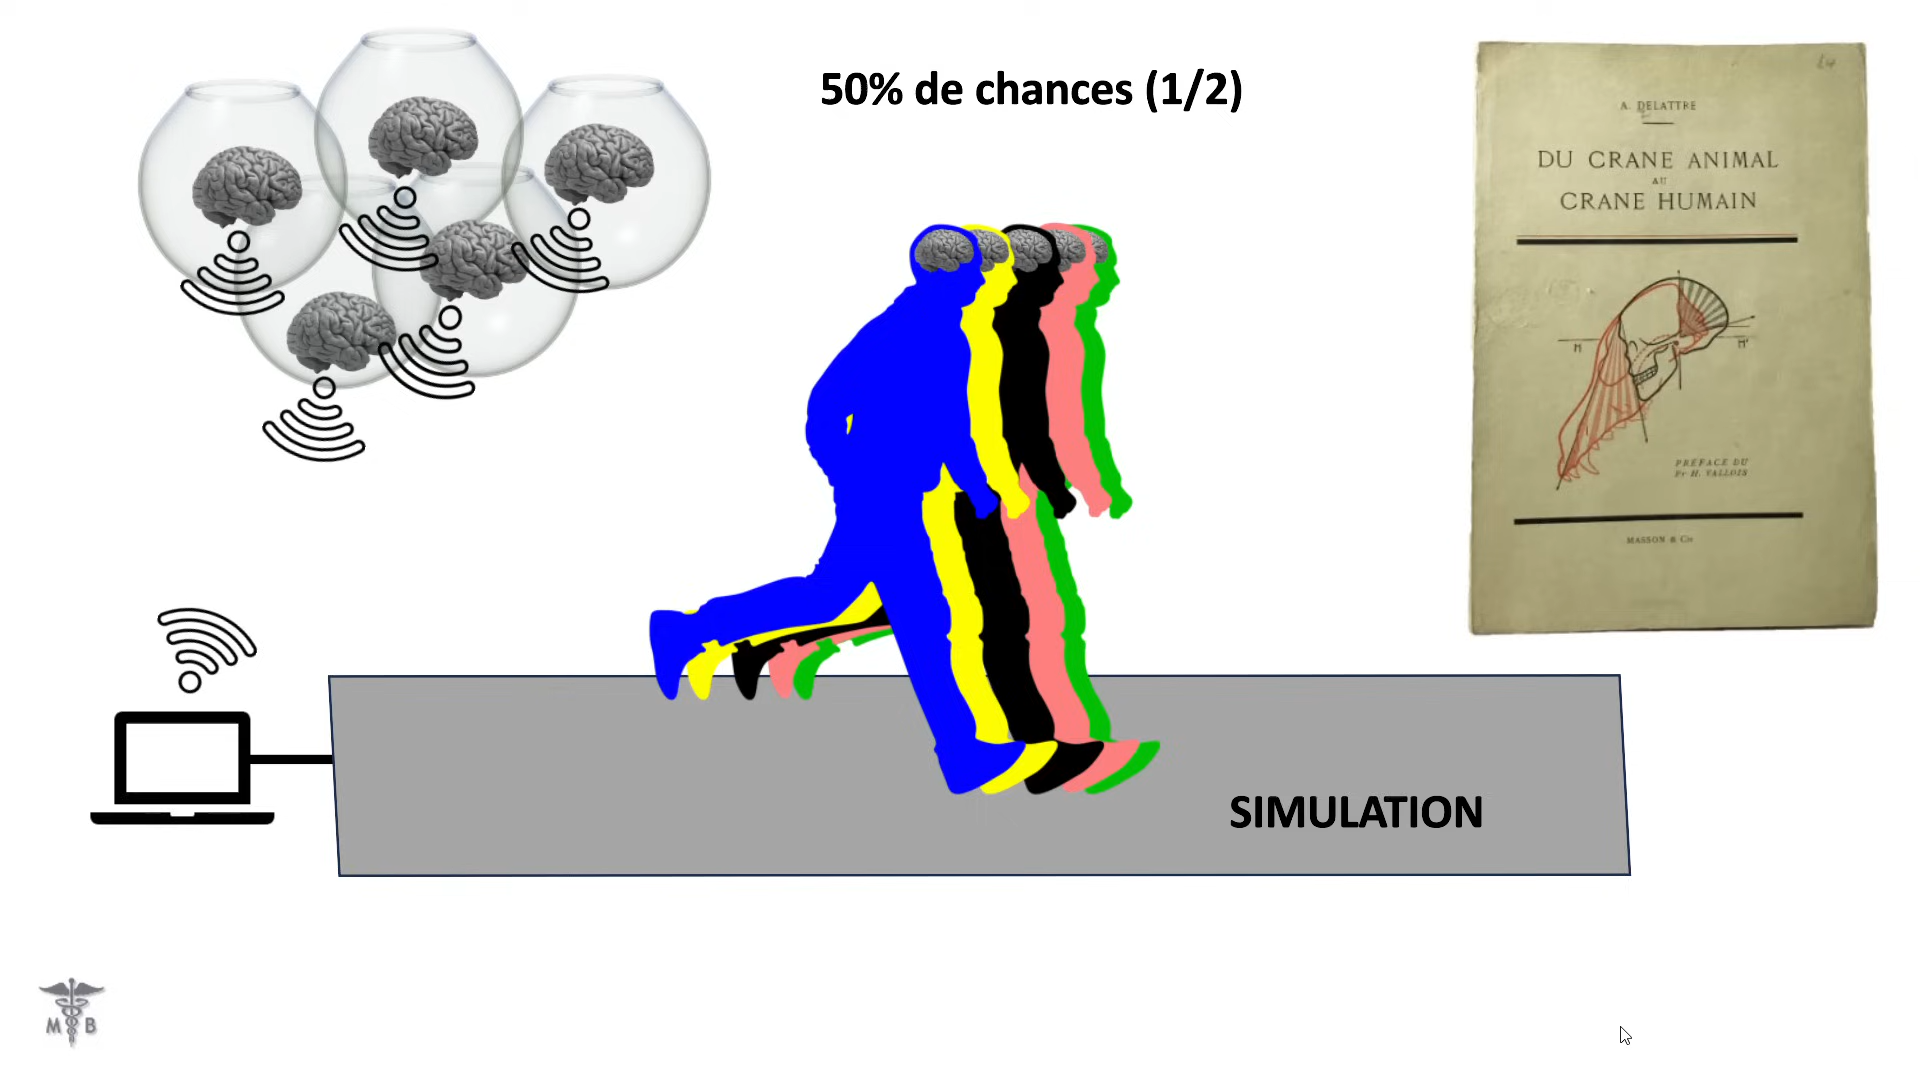 50% de chances (1/2)
A. DELATTRE
DU CRANE ANIMAL
AU
CRANE HUMAIN
M
M'
PRÉFACE DU
Pr H. VALLOIS
MASSON & Cie
SIMULATION
M B